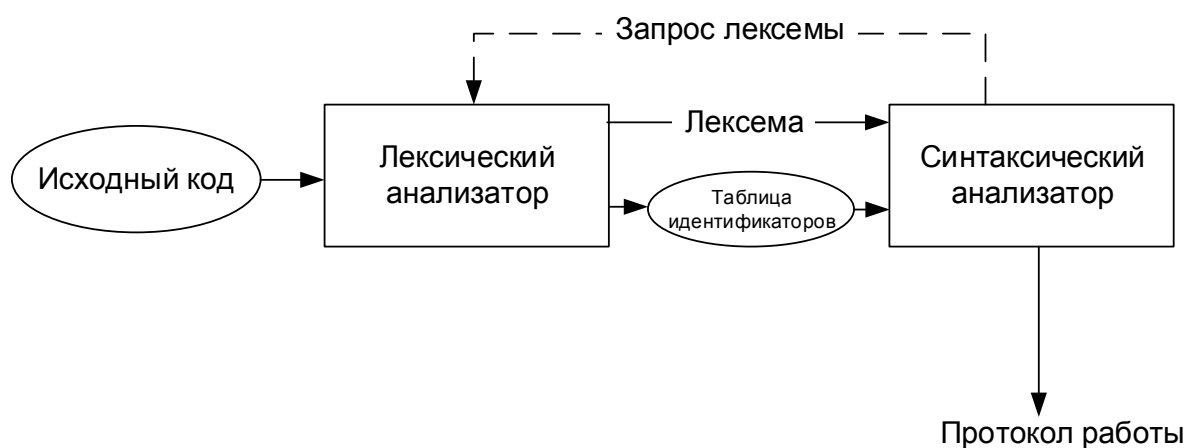 Запрос лексемы
Лексема
Исходный код
Лексический
анализатор
Таблица
идентификаторов
Синтаксический
анализатор
Протокол работы